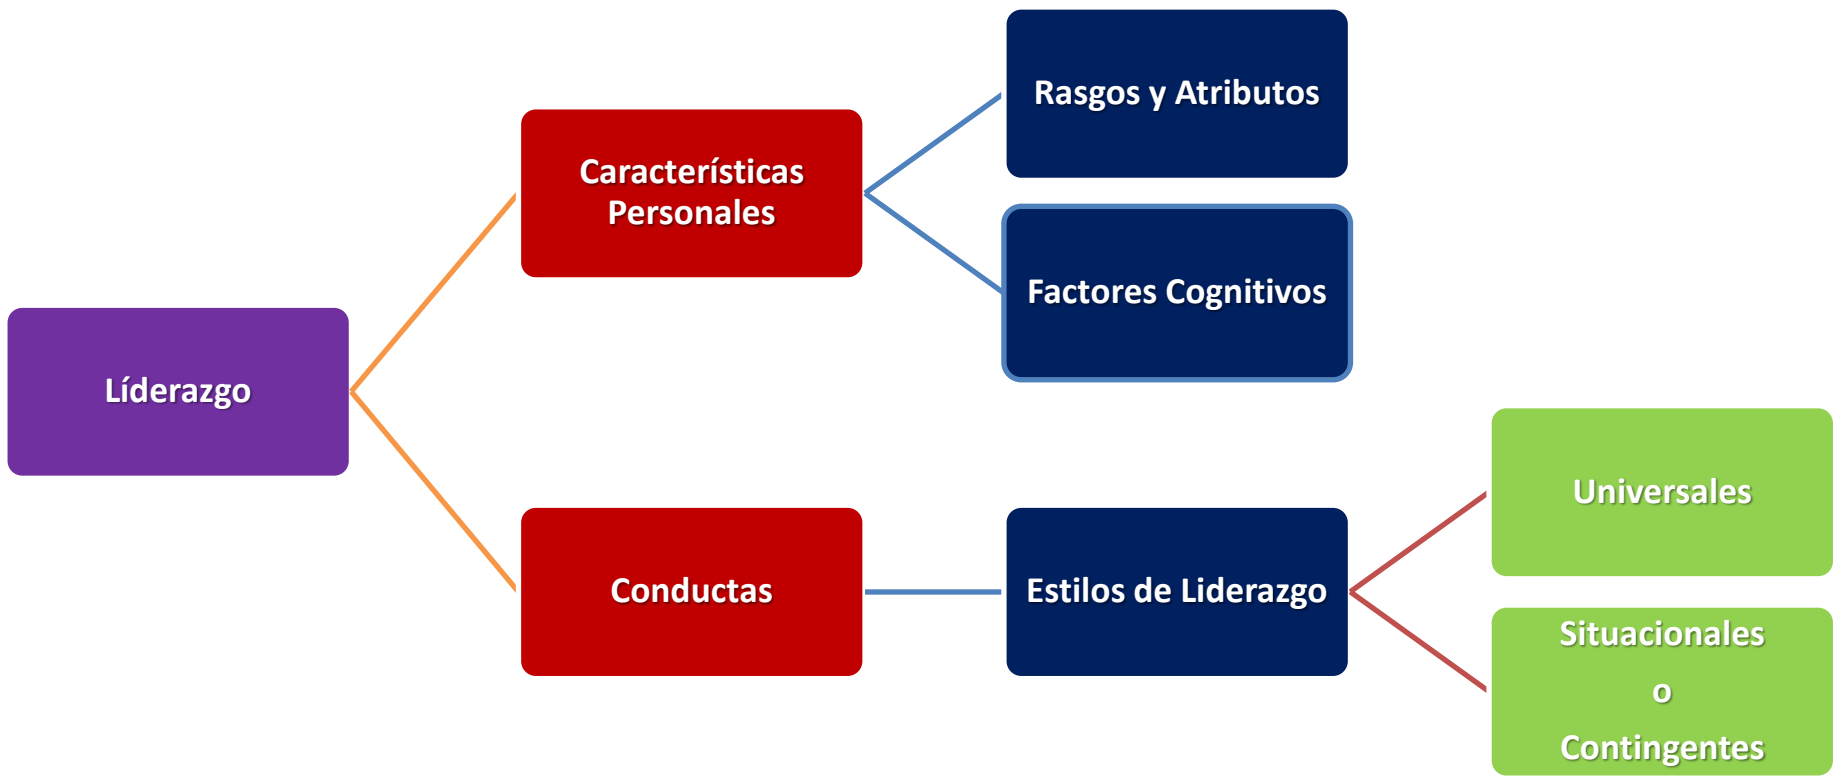 Líderazgo
Características
Personales
Rasgos y Atributos
Factores Cognitivos
Conductas
Estilos de Liderazgo
Universales
Situacionales
o
Contingentes